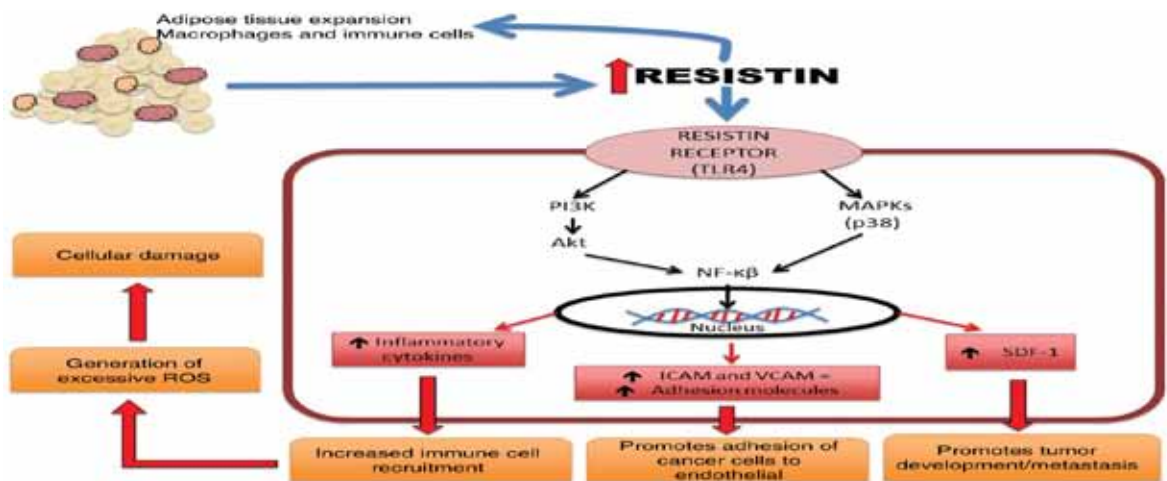 Adipose tissue expansion
Macrophages and immune cells
RESISTIN
RESISTIN
RECEPTOR
(TLR4)
PI3K
MAPKs
(p38)
Akt
NF-κβ
Nucleus
Cellular damage
Generation of
excessive ROS
Inflammatory
cytokines
ICAM and VCAM =
Adhesion molecules
SDF-1
Increased immune cell
recruitment
Promotes adhesion of
cancer cells to
endothelial
Promotes tumor
development/metastasis